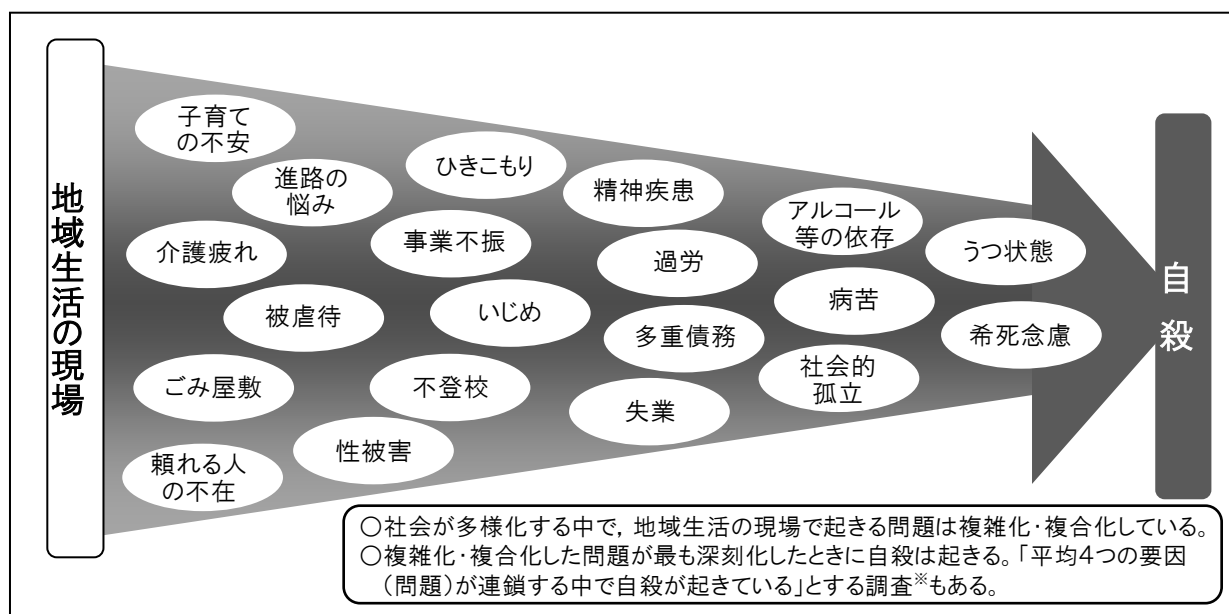 地域生活の現場
子育て
の不安
進路の
悩み
ひきこもり
精神疾患
アルコール
等の依存
うつ状態
介護疲れ
事業不振
過労
病苦
被虐待
いじめ
多重債務
希死念慮
ごみ屋敷
不登校
失業
社会的
孤立
頼れる人
の不在
性被害
自殺
○社会が多様化する中で，地域生活の現場で起きる問題は複雑化・複合化している。
○複雑化・複合化した問題が最も深刻化したときに自殺は起きる。「平均４つの要因
（問題）が連鎖する中で自殺が起きている」とする調査※もある。